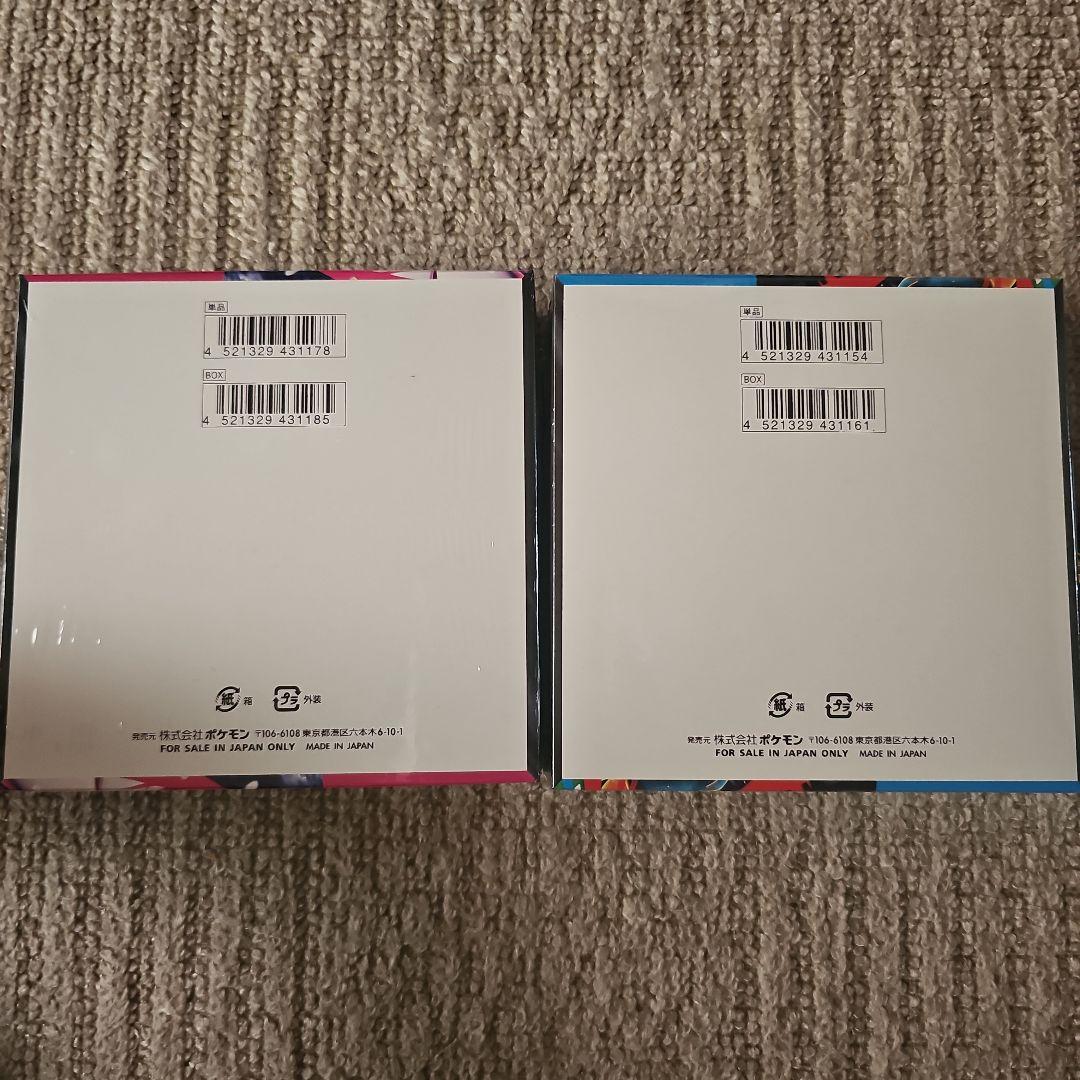 単品
4 521329 431178
BOX
4 521329 431185
紙 箱 プラ 外装
発売元 株式会社ポケモン 〒106-6108 東京都港区六本木6-10-1
FOR SALE IN JAPAN ONLY MADE IN JAPAN
単品
4 521329 431154
BOX
4 521329 431161
紙 箱 プラ 外装
発売元 株式会社ポケモン 〒106-6108 東京都港区六本木6-10-1
FOR SALE IN JAPAN ONLY MADE IN JAPAN